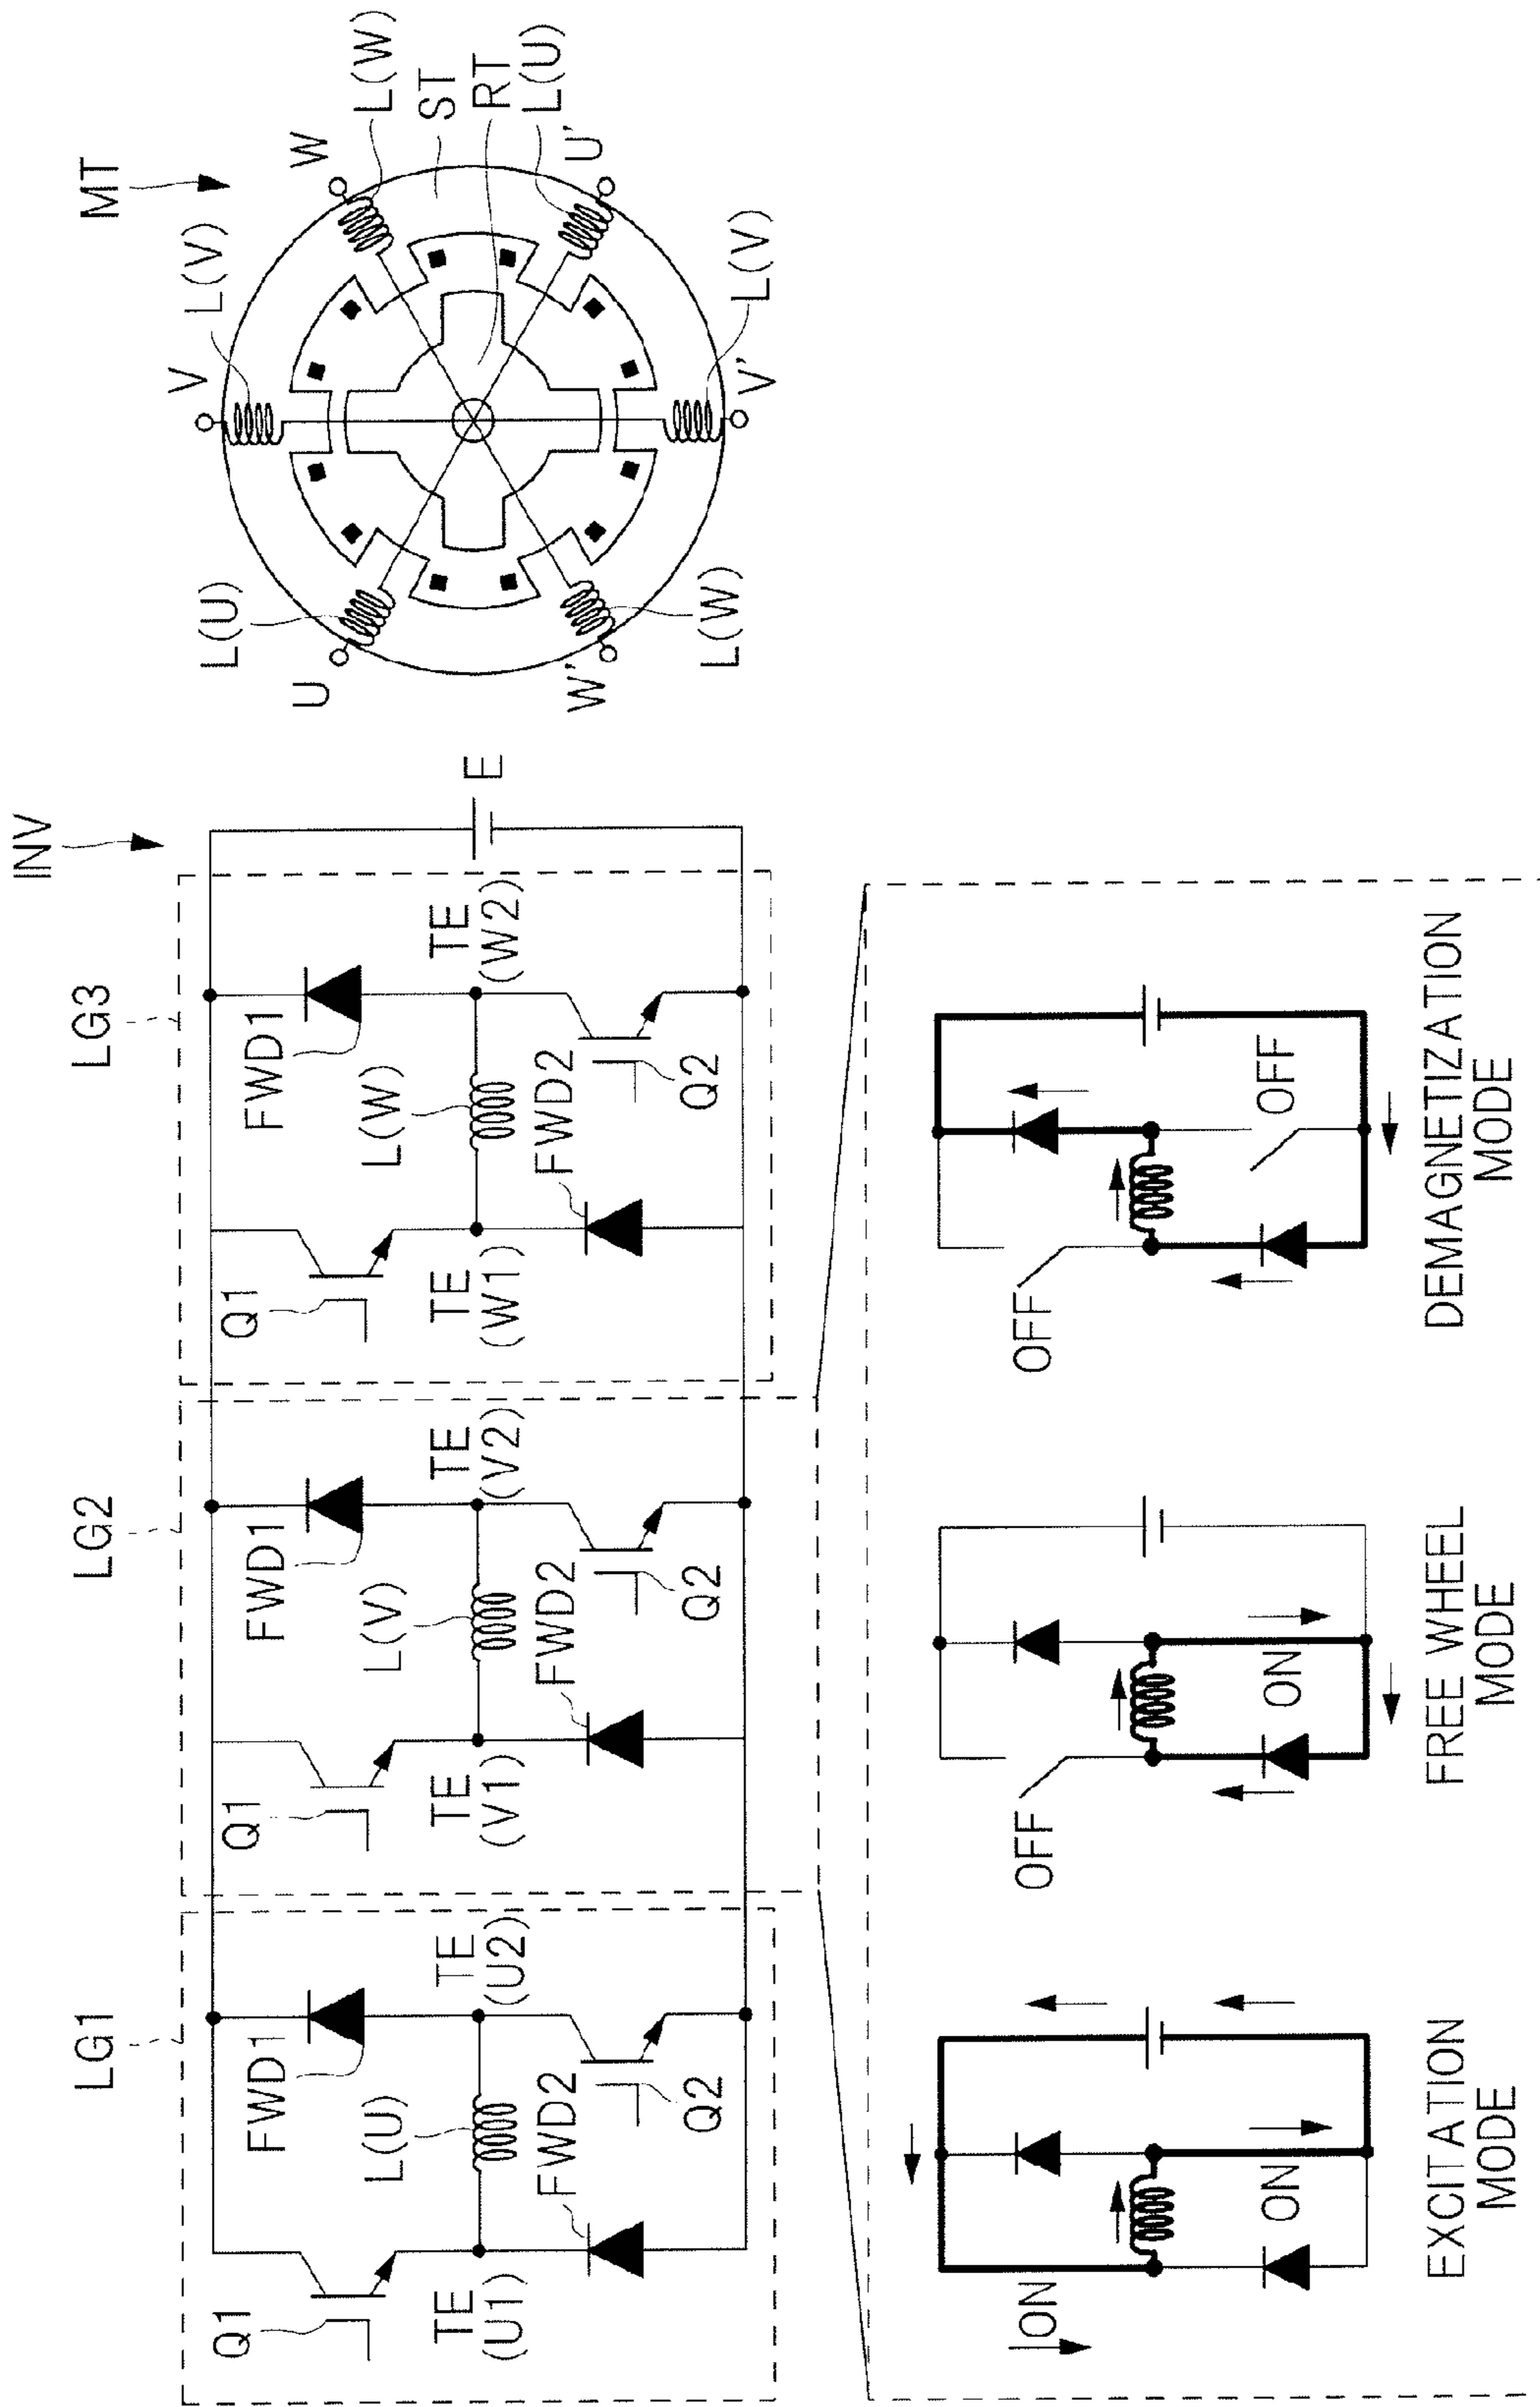 INV
MT
LG1
LG2
LG3
Q1
FWD1
L(U)
TE
(U1)
TE
(U2)
FWD2
Q2
Q1
FWD1
L(V)
TE
(V1)
TE
(V2)
FWD2
Q2
Q1
FWD1
L(W)
TE
(W1)
TE
(W2)
FWD2
Q2
E
U
L(U)
V
L(V)
W
L(W)
ST
RT
L(U)
U'
W'
L(W)
V'
L(V)
ON
ON
EXCITATION
MODE
OFF
ON
FREE WHEEL
MODE
OFF
OFF
DEMAGNETIZATION
MODE